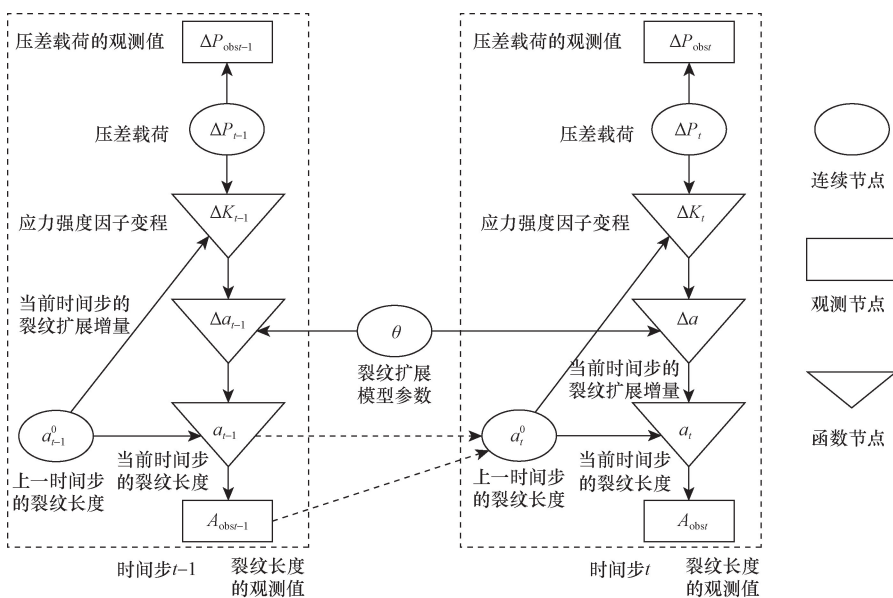 压差载荷的观测值
ΔP_obst−1
压差载荷
ΔP_t−1
应力强度因子变程
ΔK_t−1
当前时间步的
裂纹扩展增量
Δa_t−1
a⁰_t−1
上一时间步
的裂纹长度
a_t−1
当前时间步
的裂纹长度
A_obst−1
时间步t−1
裂纹长度
的观测值
θ
裂纹扩展
模型参数
压差载荷的观测值
ΔP_obst
压差载荷
ΔP_t
应力强度因子变程
ΔK_t
Δa
当前时间步的
裂纹扩展增量
a⁰_t
上一时间步
的裂纹长度
a_t
当前时间步
的裂纹长度
A_obst
时间步t
裂纹长度
的观测值
连续节点
观测节点
函数节点